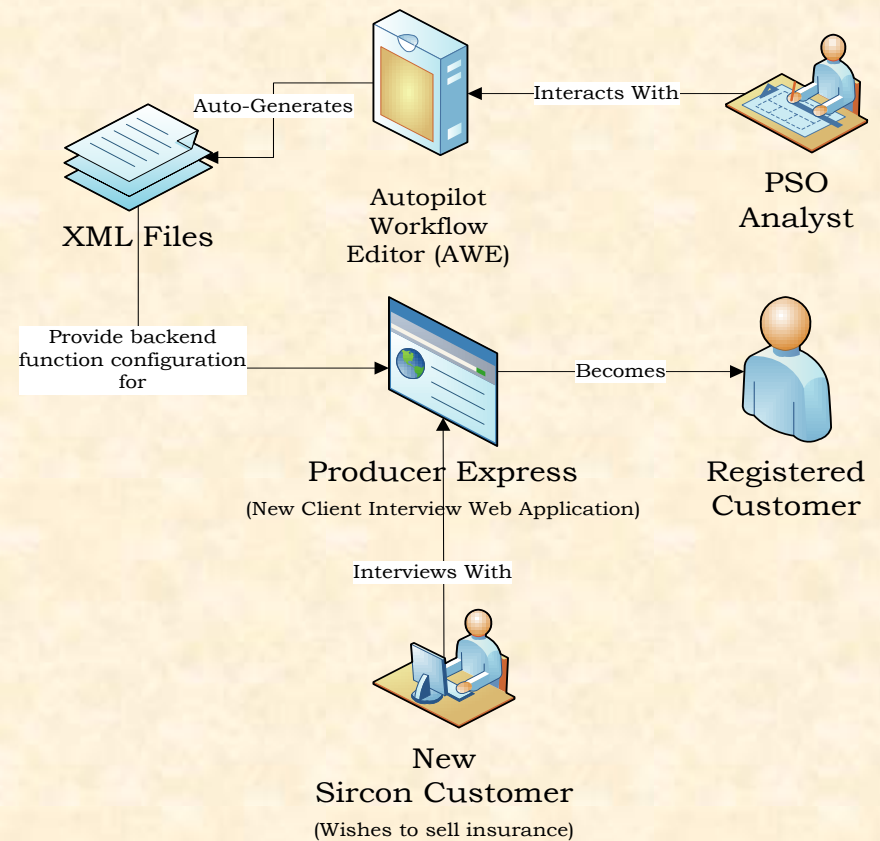 Auto-Generates
Interacts With
XML Files
Autopilot
Workflow
Editor (AWE)
PSO
Analyst
Provide backend
function configuration
for
Becomes
Producer Express
(New Client Interview Web Application)
Registered
Customer
Interviews With
New
Sircon Customer
(Wishes to sell insurance)